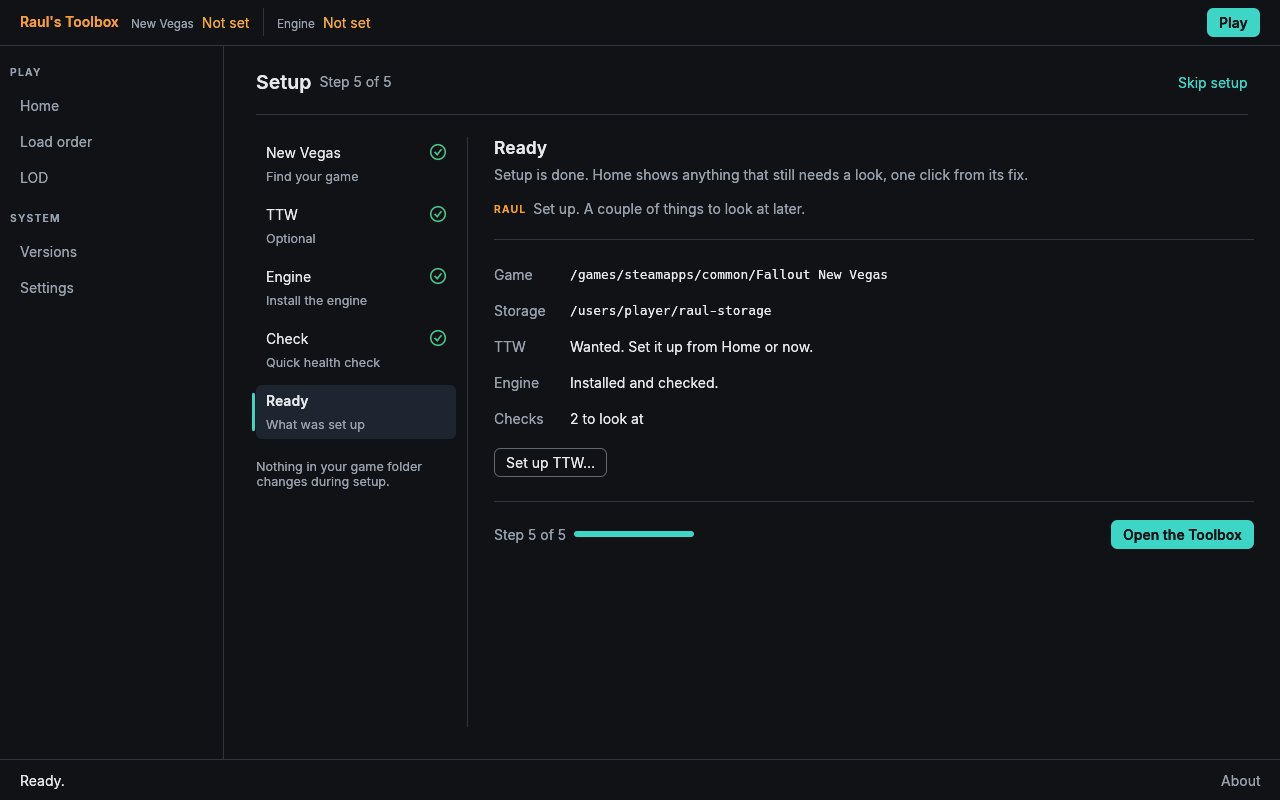 Raul's Toolbox New Vegas Not set Engine Not set Play
PLAY
Home
Load order
LOD
SYSTEM
Versions
Settings
Setup Step 5 of 5 Skip setup
New Vegas
Find your game
TTW
Optional
Engine
Install the engine
Check
Quick health check
Ready
What was set up
Nothing in your game folder
changes during setup.
Ready
Setup is done. Home shows anything that still needs a look, one click from its fix.
RAUL Set up. A couple of things to look at later.
Game /games/steamapps/common/Fallout New Vegas
Storage /users/player/raul-storage
TTW Wanted. Set it up from Home or now.
Engine Installed and checked.
Checks 2 to look at
Set up TTW...
Step 5 of 5 Open the Toolbox
Ready. About